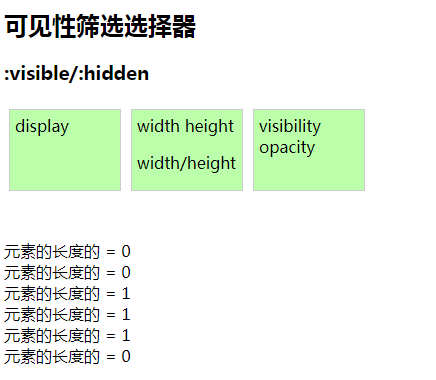 可见性筛选选择器
:visible/:hidden
display
width height
width/height
visibility
opacity
元素的长度的 = 0
元素的长度的 = 0
元素的长度的 = 1
元素的长度的 = 1
元素的长度的 = 1
元素的长度的 = 0